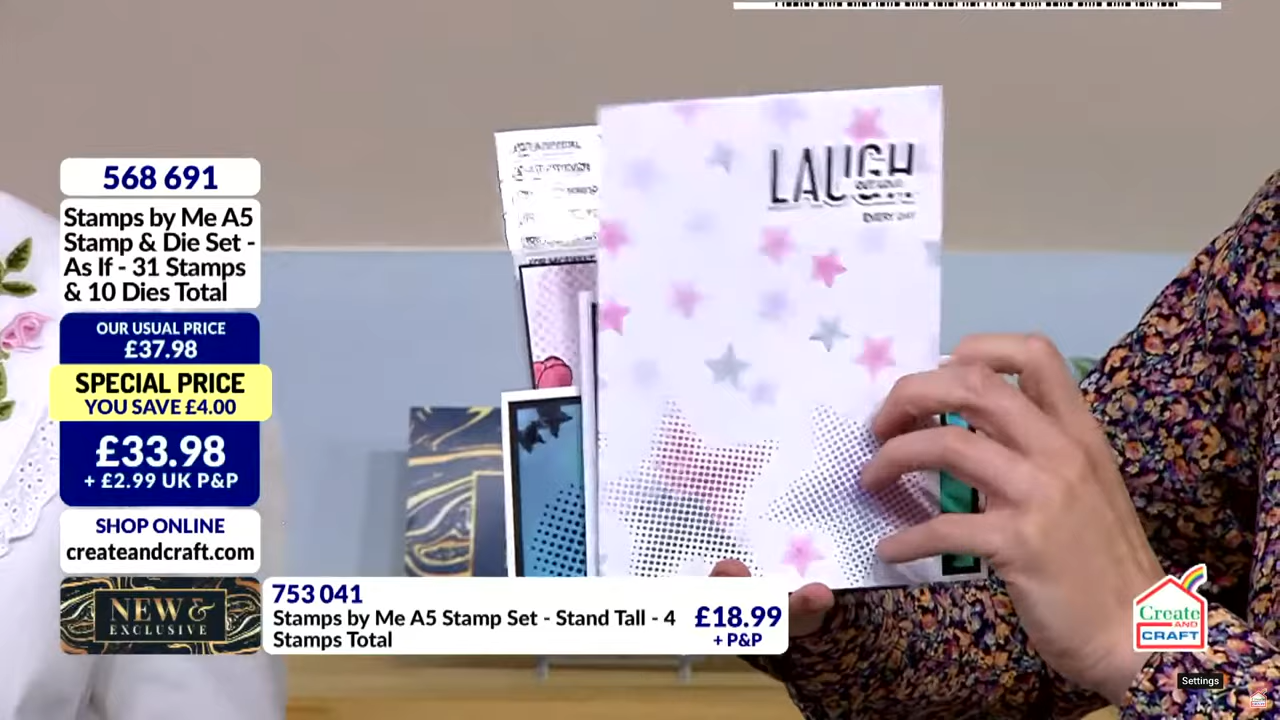 568 691
Stamps by Me A5
Stamp & Die Set -
As If - 31 Stamps
& 10 Dies Total
OUR USUAL PRICE
£37.98
SPECIAL PRICE
YOU SAVE £4.00
£33.98
+ £2.99 UK P&P
SHOP ONLINE
createandcraft.com
NEW &
EXCLUSIVE
753 041
Stamps by Me A5 Stamp Set - Stand Tall - 4
Stamps Total
£18.99
+ P&P
LAUGH
EVERY DAY
Create
AND
CRAFT
Settings